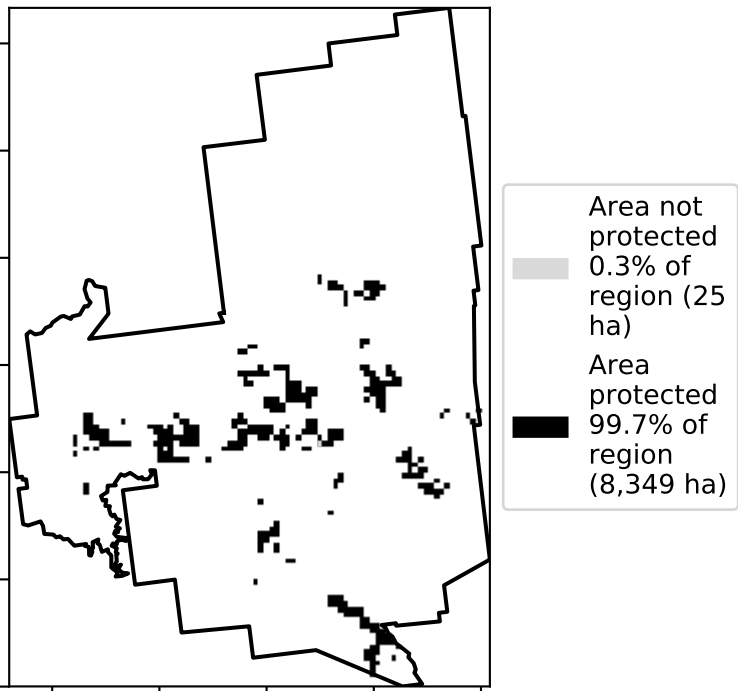 Area not
protected
0.3% of
region (25
ha)
Area
protected
99.7% of
region
(8,349 ha)